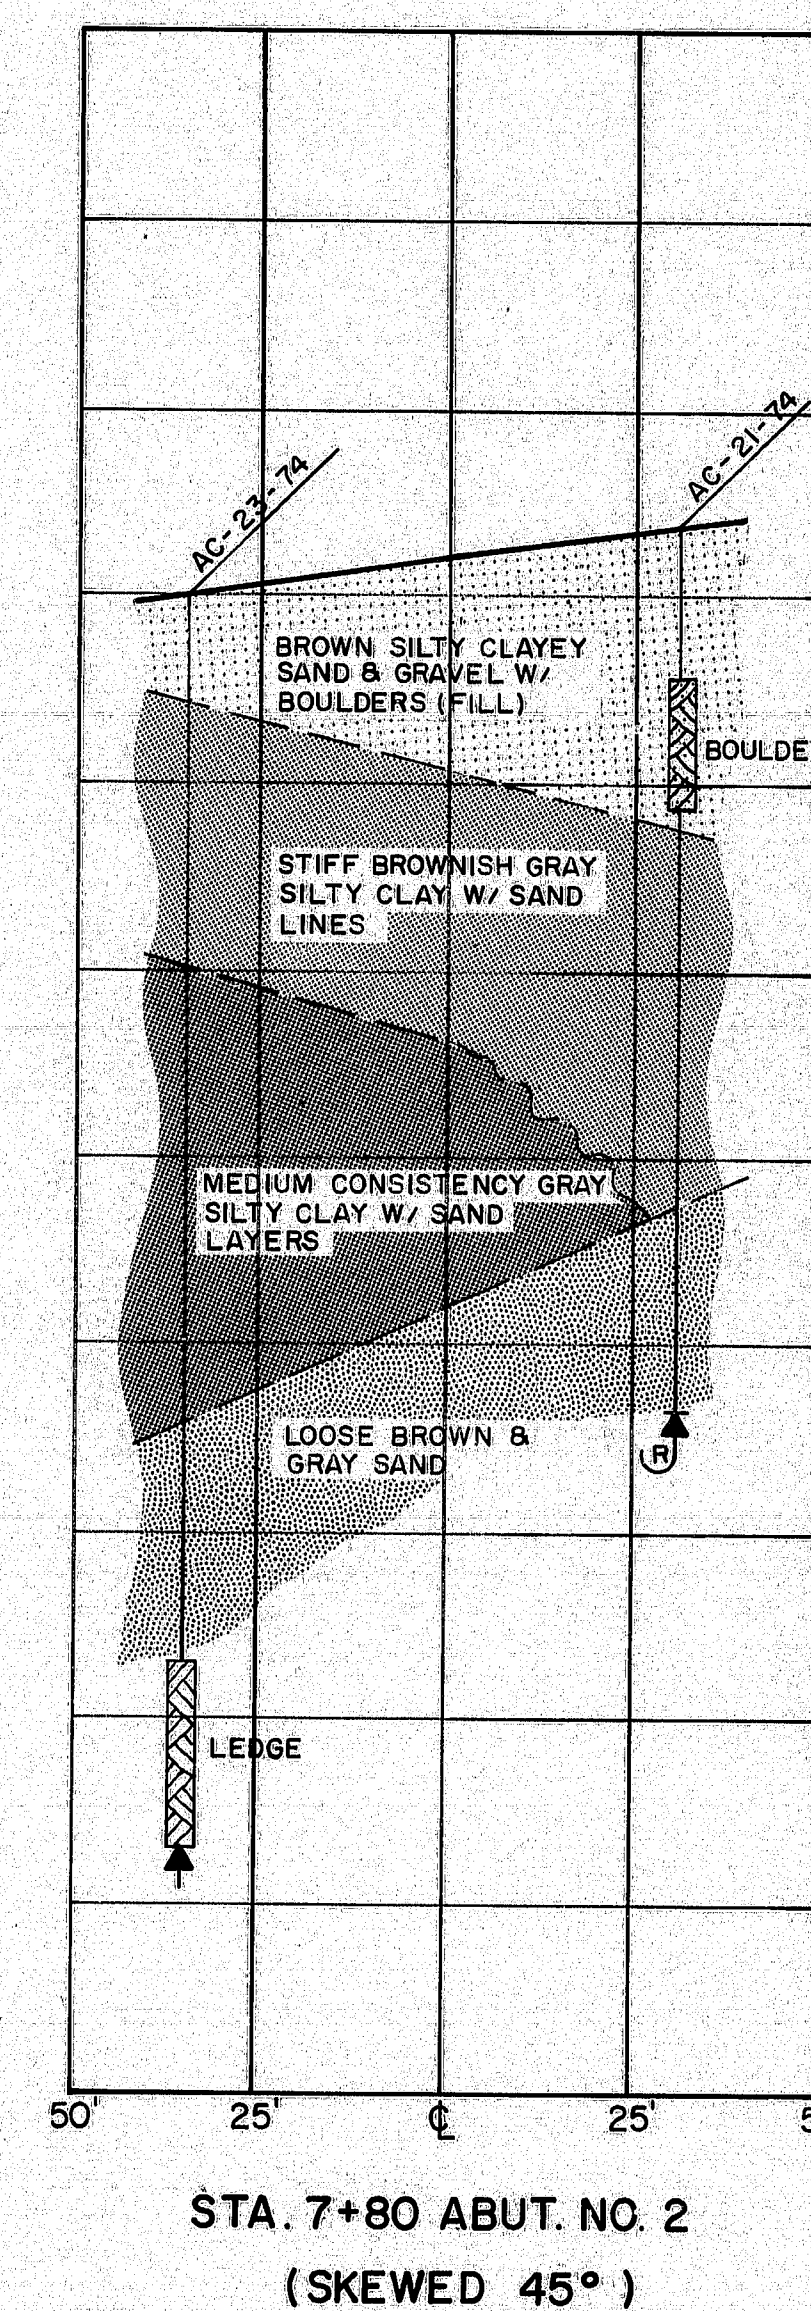 AC-21-74
AC-23-74
BROWN SILTY CLAYEY
SAND & GRAVEL W/
BOULDERS (FILL)
BOULDE
STIFF BROWNISH GRAY
SILTY CLAY W/ SAND
LINES
MEDIUM CONSISTENCY GRAY
SILTY CLAY W/ SAND
LAYERS
LOOSE BROWN &
GRAY SAND
R
LEDGE
50' 25' ℄ 25' 5
STA. 7+80 ABUT. NO. 2
(SKEWED 45°)